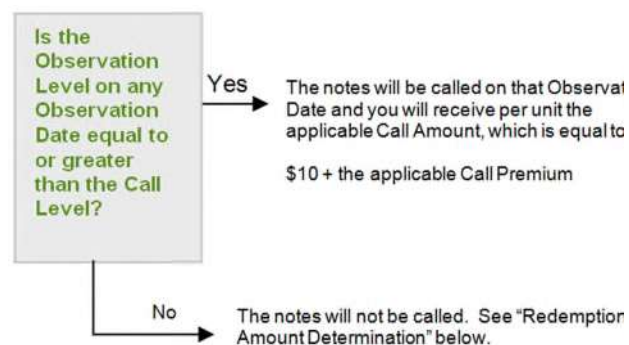 Is the
Observation
Level on any
Observation
Date equal to
or greater
than the Call
Level?
Yes
The notes will be called on that Observat
Date and you will receive per unit the
applicable Call Amount, which is equal to
$10 + the applicable Call Premium
No
The notes will not be called. See “Redemption
Amount Determination” below.